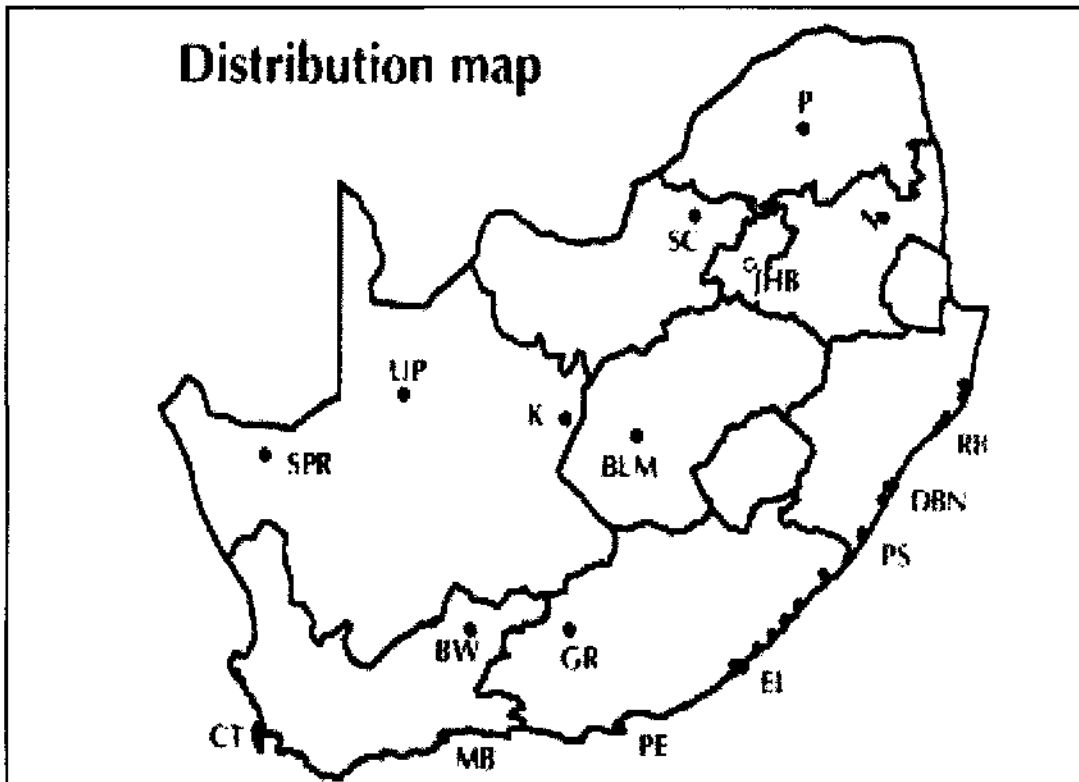 Distribution map
P
SC
N
JHB
UP
K
BLM
SPR
RB
DBN
PS
BW
GR
EL
CT
MB
PE